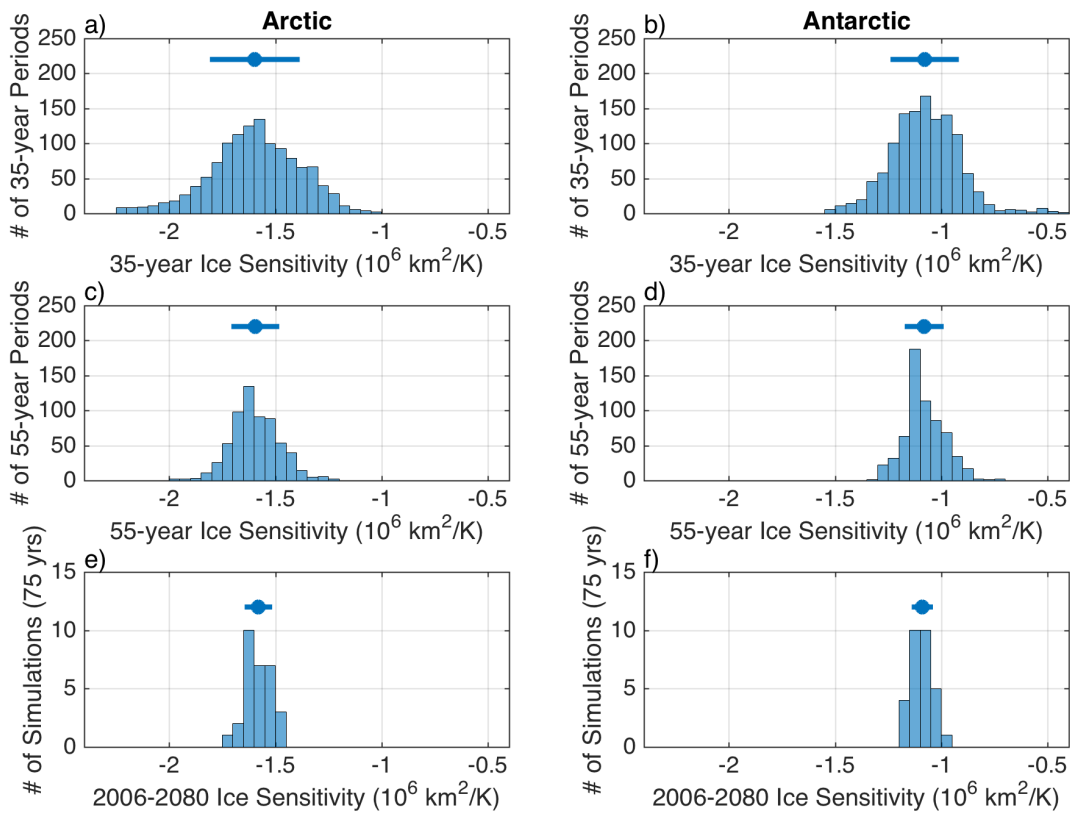 Arctic
Antarctic
a)
# of 35-year Periods
250
200
150
100
50
0
-2
-1.5
-1
-0.5
35-year Ice Sensitivity (10^6 km^2/K)
b)
# of 35-year Periods
250
200
150
100
50
0
-2
-1.5
-1
-0.5
35-year Ice Sensitivity (10^6 km^2/K)
c)
# of 55-year Periods
250
200
150
100
50
0
-2
-1.5
-1
-0.5
55-year Ice Sensitivity (10^6 km^2/K)
d)
# of 55-year Periods
250
200
150
100
50
0
-2
-1.5
-1
-0.5
55-year Ice Sensitivity (10^6 km^2/K)
e)
# of Simulations (75 yrs)
15
10
5
0
-2
-1.5
-1
-0.5
2006-2080 Ice Sensitivity (10^6 km^2/K)
f)
# of Simulations (75 yrs)
15
10
5
0
-2
-1.5
-1
-0.5
2006-2080 Ice Sensitivity (10^6 km^2/K)